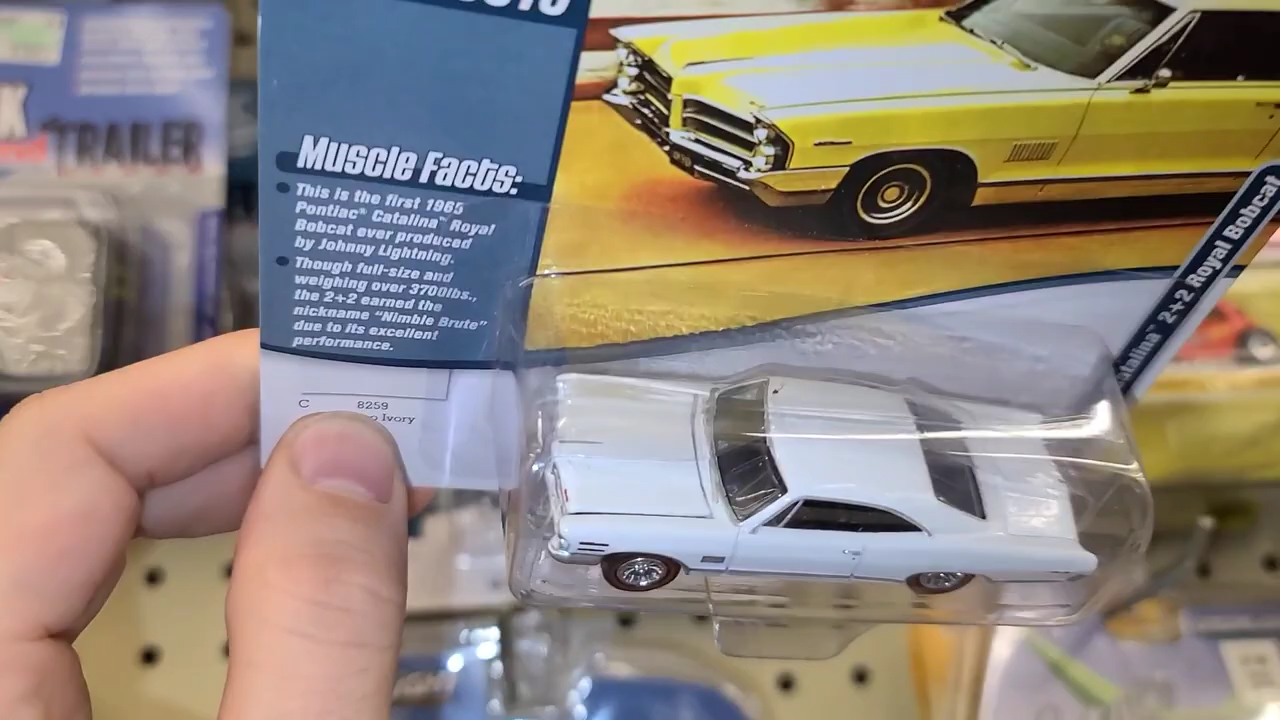 TRAILER
Muscle Facts:
This is the first 1965
Pontiac® Catalina™ Royal
Bobcat ever produced
by Johnny Lightning.
Though full-size and
weighing over 3700lbs.,
the 2+2 earned the
nickname “Nimble Brute”
due to its excellent
performance.
C 8259
Ivory
2+2 Royal Bobcat